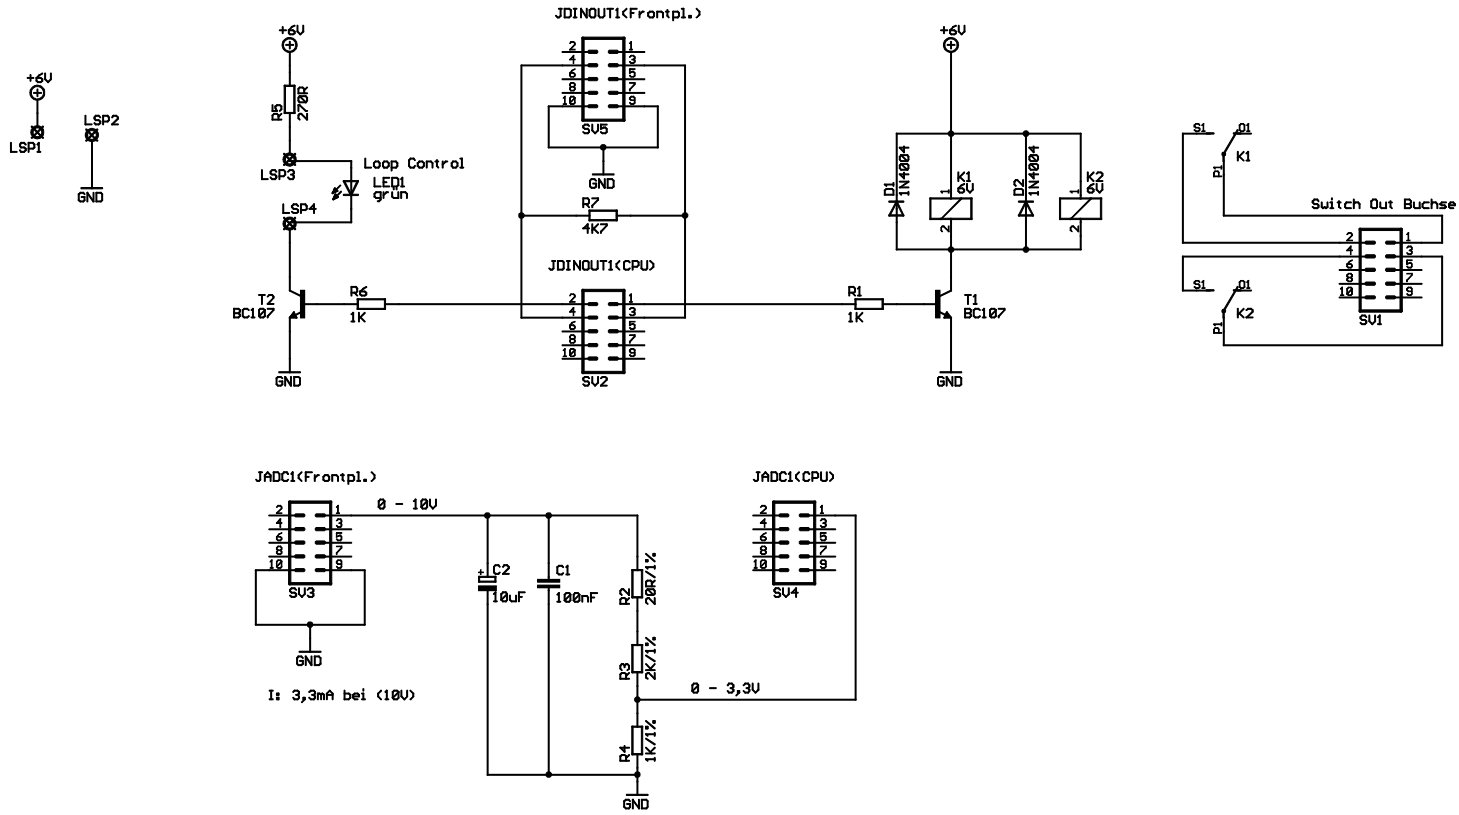 JDINOUT1(Frontpl.)
+6V
+6V
2 1
4 3
6 5
8 7
10 9
SV5
GND
+6V
LSP1
LSP2
GND
R5
270R
LSP3
Loop Control
LED1
grün
LSP4
R7
4K7
JDINOUT1(CPU)
D1
1N4004
K1
6V
1
2
D2
1N4004
K2
6V
1
2
S1
O1
P1
K1
Switch Out Buchse
2 1
4 3
6 5
8 7
10 9
SV1
S1
O1
P1
K2
T2
BC107
R6
1K
2 1
4 3
6 5
8 7
10 9
SV2
R1
1K
T1
BC107
GND
GND
JADC1(Frontpl.)
0 - 10V
2 1
4 3
6 5
8 7
10 9
SV3
GND
I: 3,3mA bei (10V)
+
C2
10uF
C1
100nF
R2
20R/1%
R3
2K/1%
0 - 3,3V
R4
1K/1%
GND
JADC1(CPU)
2 1
4 3
6 5
8 7
10 9
SV4